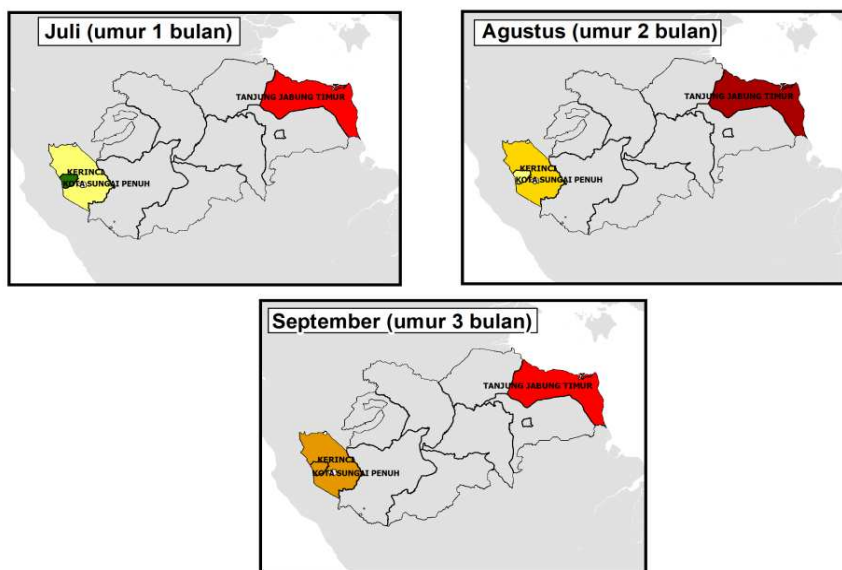 Juli (umur 1 bulan)
TANJUNG JABUNG TIMUR
KERINCI
KOTA SUNGAI PENUH
Agustus (umur 2 bulan)
TANJUNG JABUNG TIMUR
KERINCI
KOTA SUNGAI PENUH
September (umur 3 bulan)
TANJUNG JABUNG TIMUR
KERINCI
KOTA SUNGAI PENUH